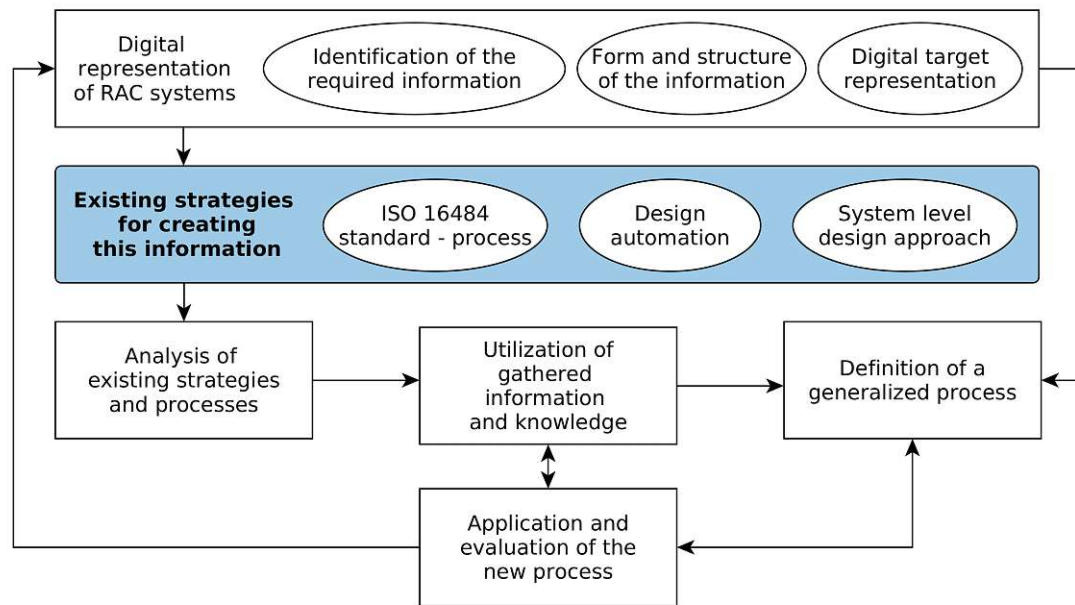 Digital
representation
of RAC systems
Identification of the
required information
Form and structure
of the information
Digital target
representation
Existing strategies
for creating
this information
ISO 16484
standard - process
Design
automation
System level
design approach
Analysis of
existing strategies
and processes
Utilization of
gathered
information
and knowledge
Definition of a
generalized process
Application and
evaluation of the
new process